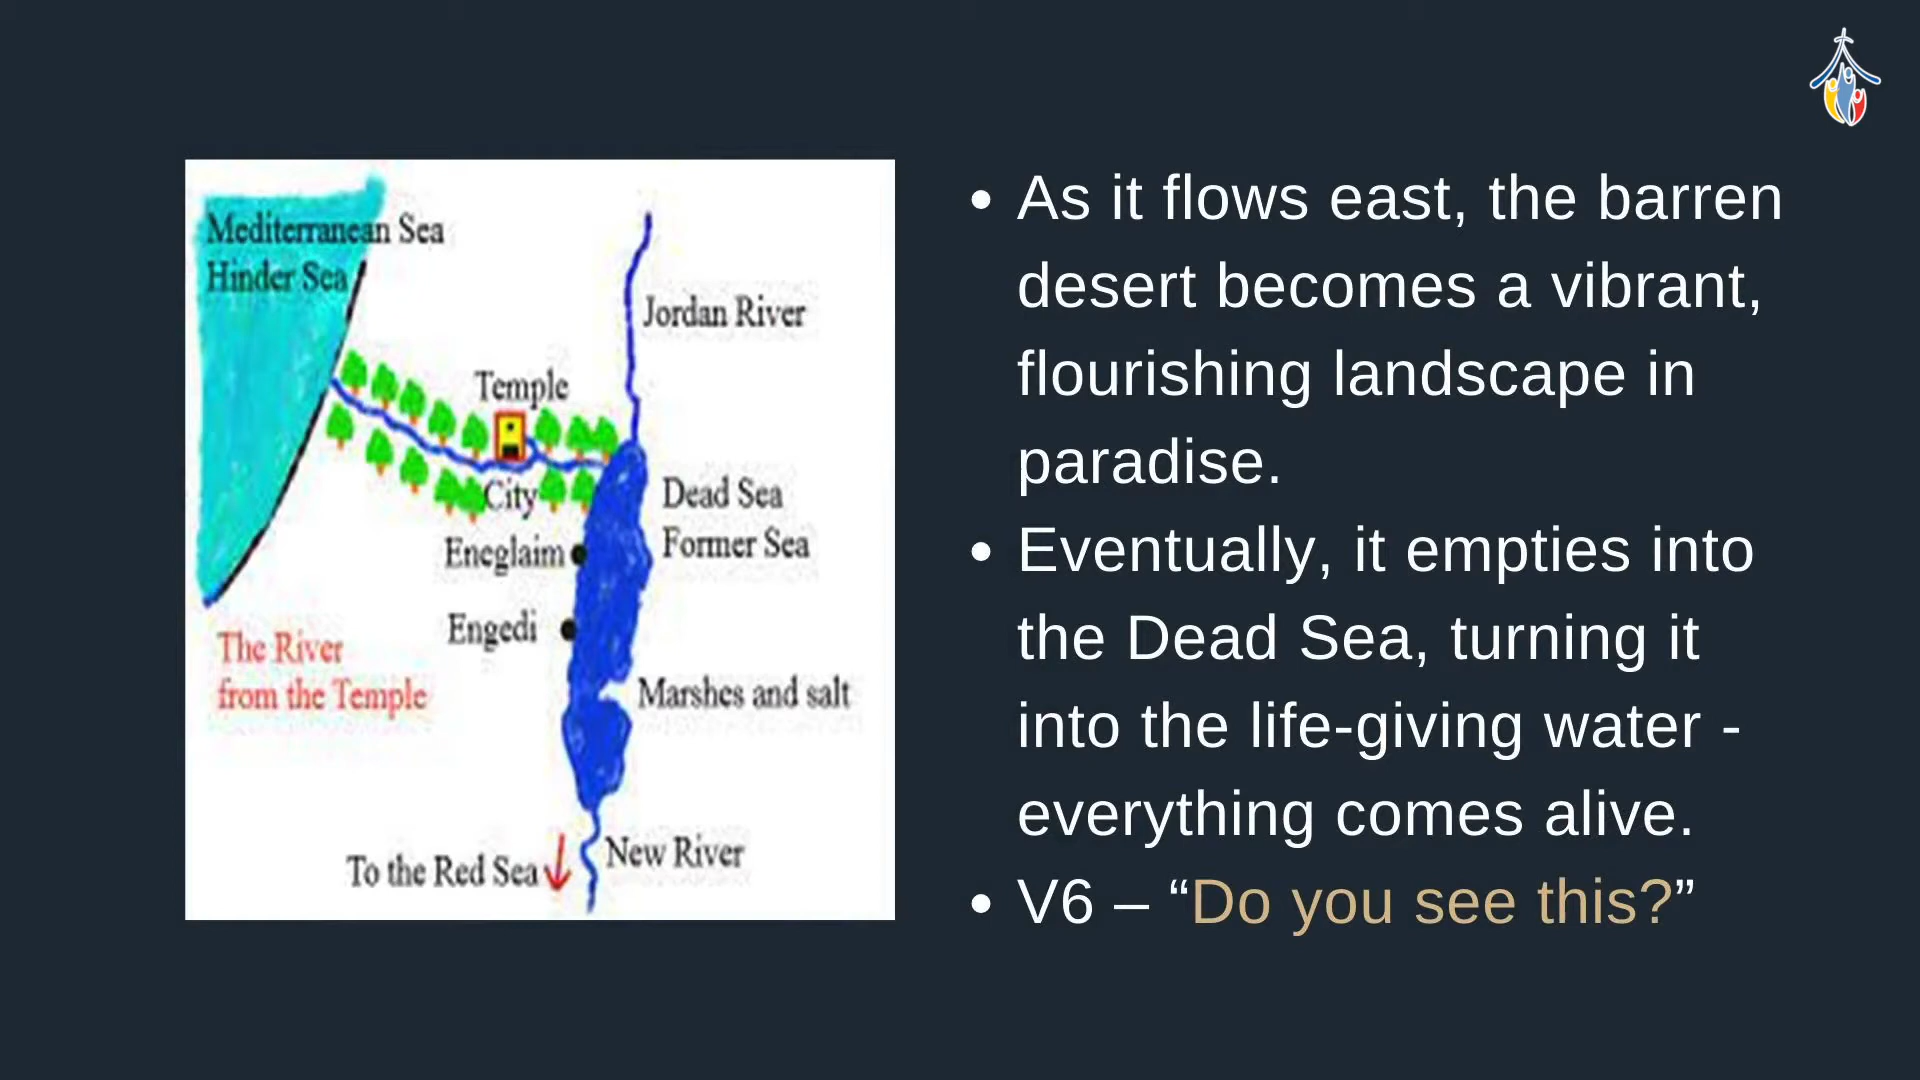 Mediterranean Sea
Hinder Sea
Jordan River
Temple
City
Dead Sea
Former Sea
Eneglaim
Engedi
The River
from the Temple
Marshes and salt
New River
To the Red Sea
• As it flows east, the barren
desert becomes a vibrant,
flourishing landscape in
paradise.
• Eventually, it empties into
the Dead Sea, turning it
into the life-giving water -
everything comes alive.
• V6 – “Do you see this?”